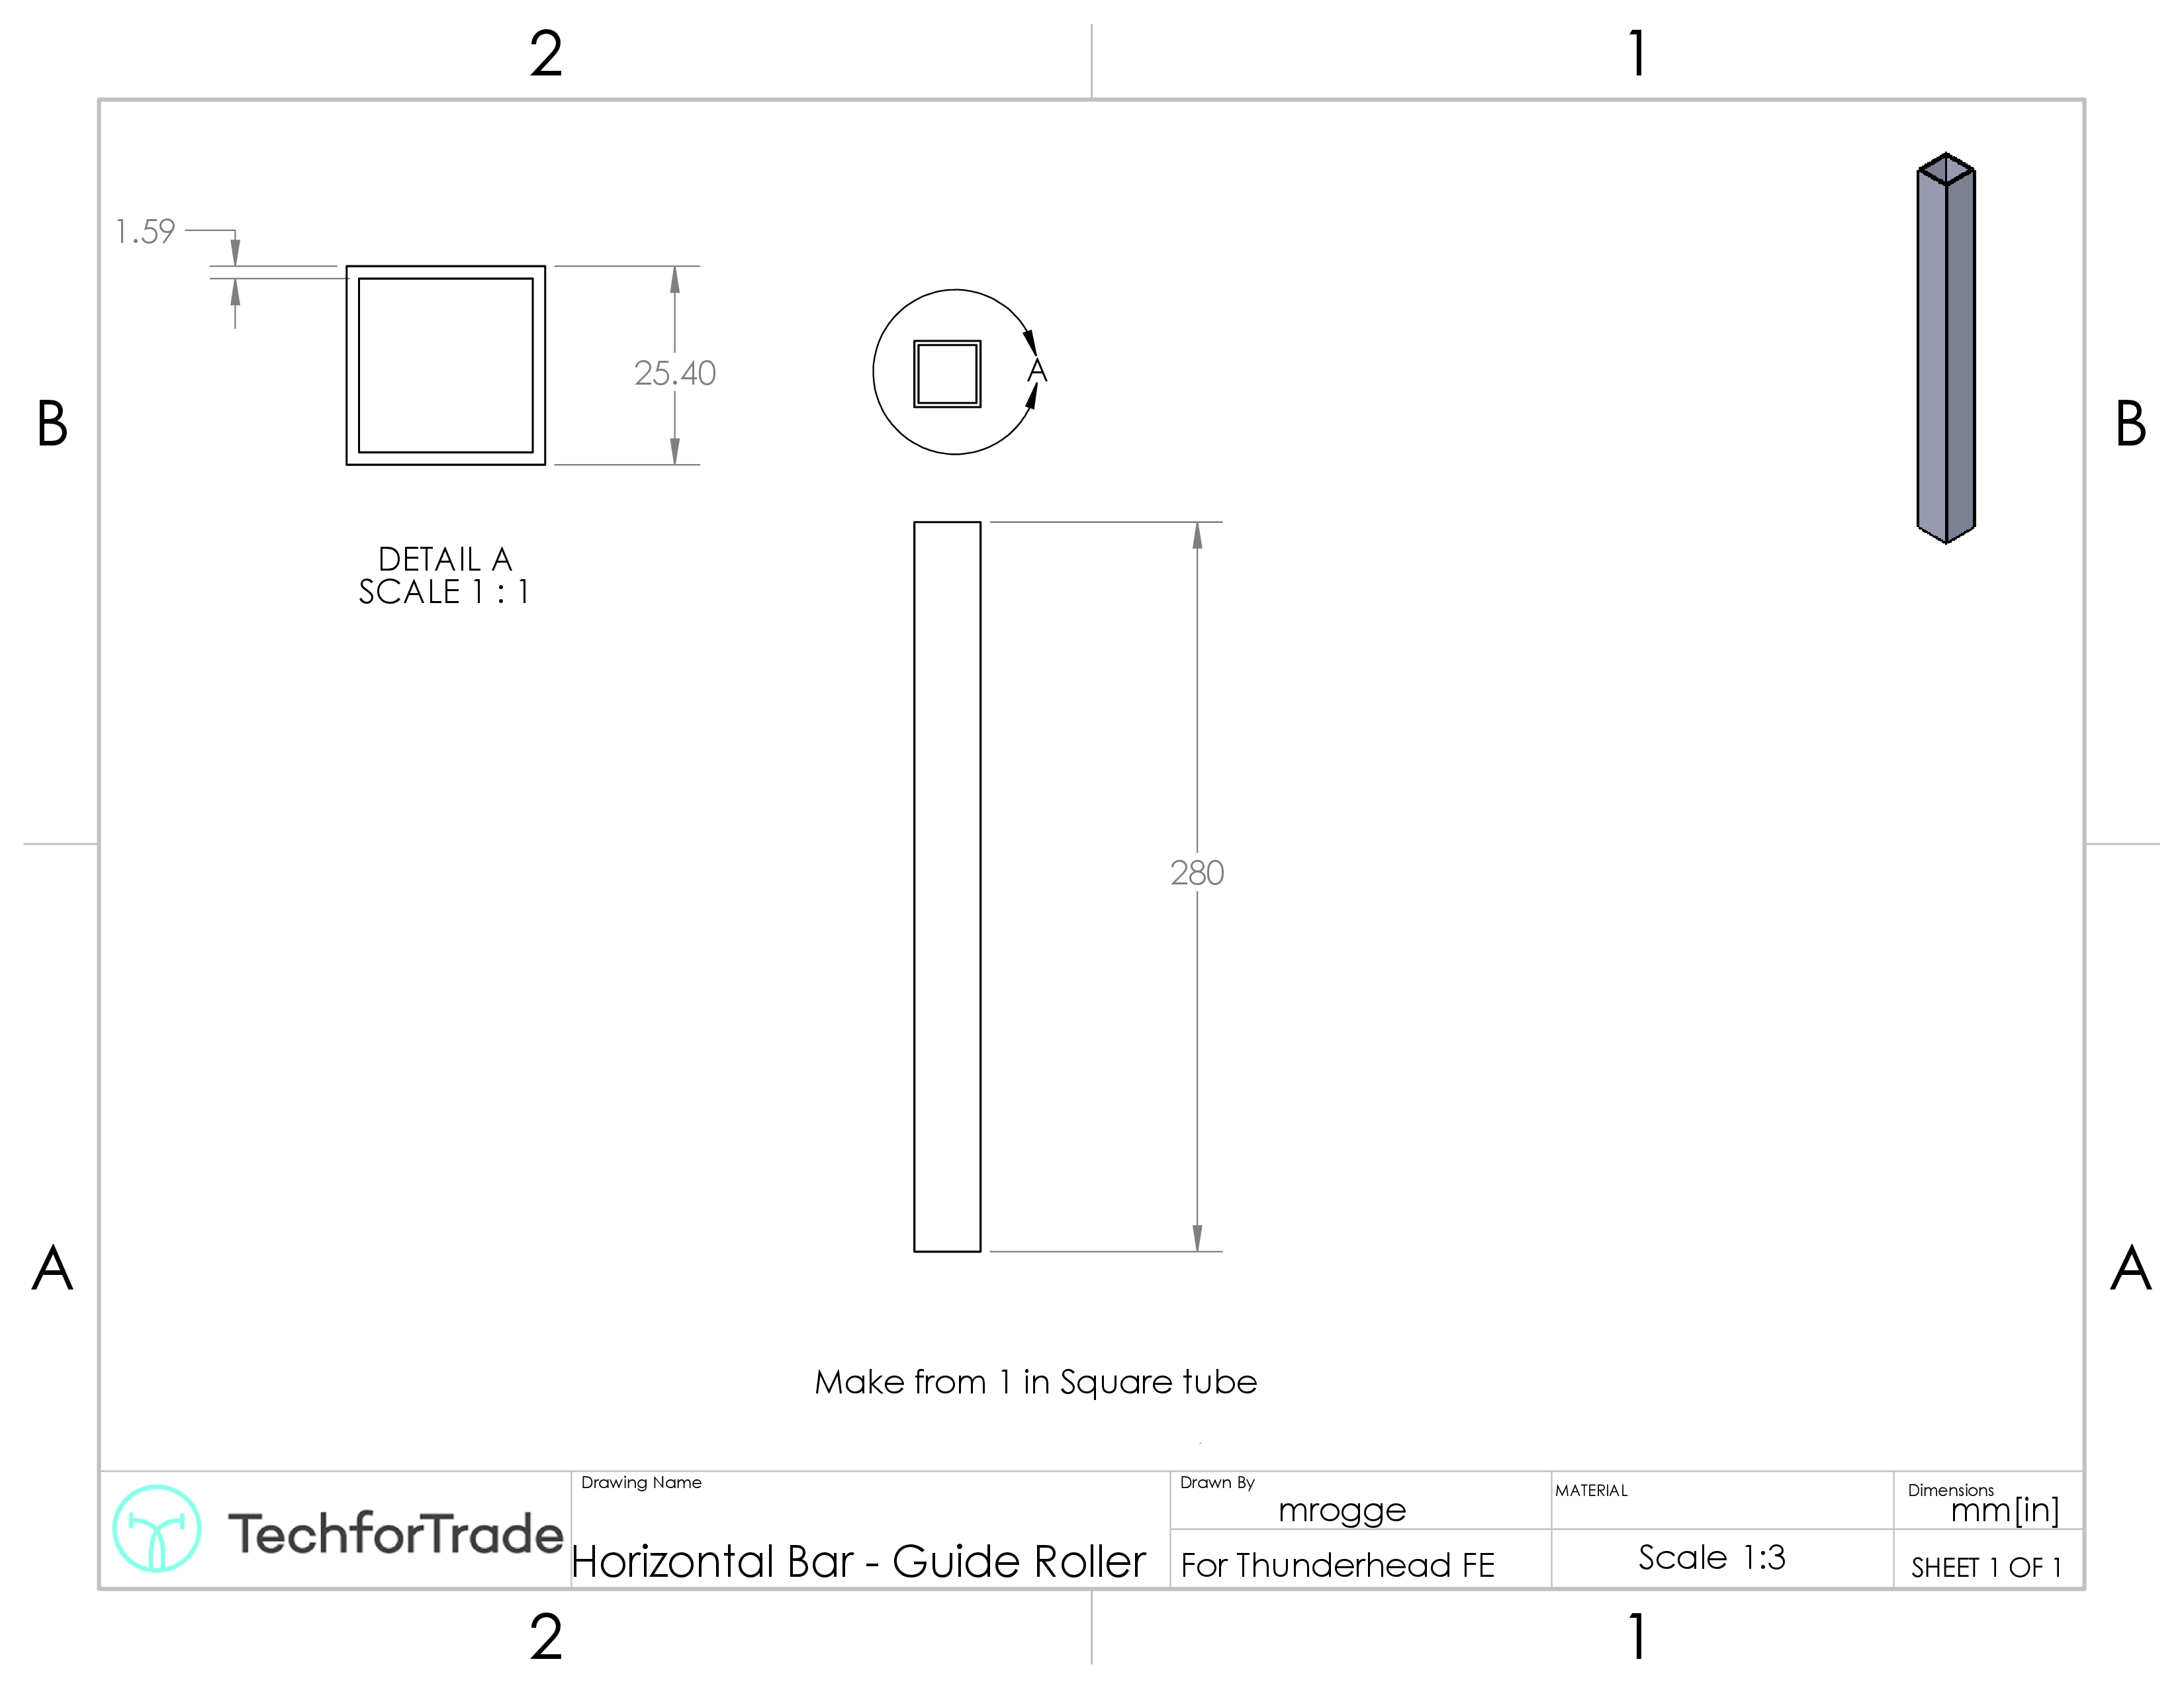 2
1
1.59
25.40
A
B
B
DETAIL A
SCALE 1 : 1
280
A
A
Make from 1 in Square tube
TechforTrade
Drawing Name
Horizontal Bar - Guide Roller
Drawn By
mrogge
For Thunderhead FE
MATERIAL
Scale 1:3
Dimensions
mm[in]
SHEET 1 OF 1
2
1